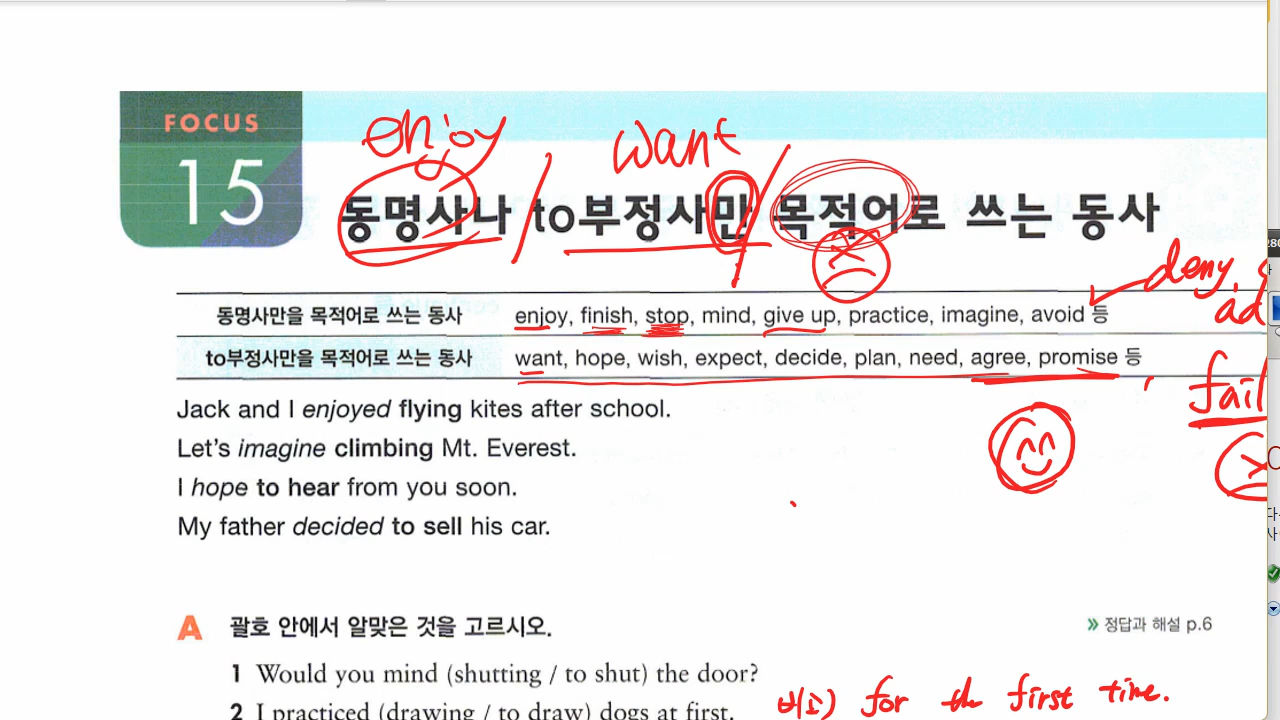 FOCUS
15
enjoy
want
동명사나 to부정사만 목적어로 쓰는 동사
deny,
ad
동명사만을 목적어로 쓰는 동사 enjoy, finish, stop, mind, give up, practice, imagine, avoid 등
to부정사만을 목적어로 쓰는 동사 want, hope, wish, expect, decide, plan, need, agree, promise 등
fail
Jack and I enjoyed flying kites after school.
Let's imagine climbing Mt. Everest.
I hope to hear from you soon.
My father decided to sell his car.
A 괄호 안에서 알맞은 것을 고르시오.
» 정답과 해설 p.6
1 Would you mind (shutting / to shut) the door?
비교) for the first time.
2 I practiced (drawing / to draw) dogs at first.